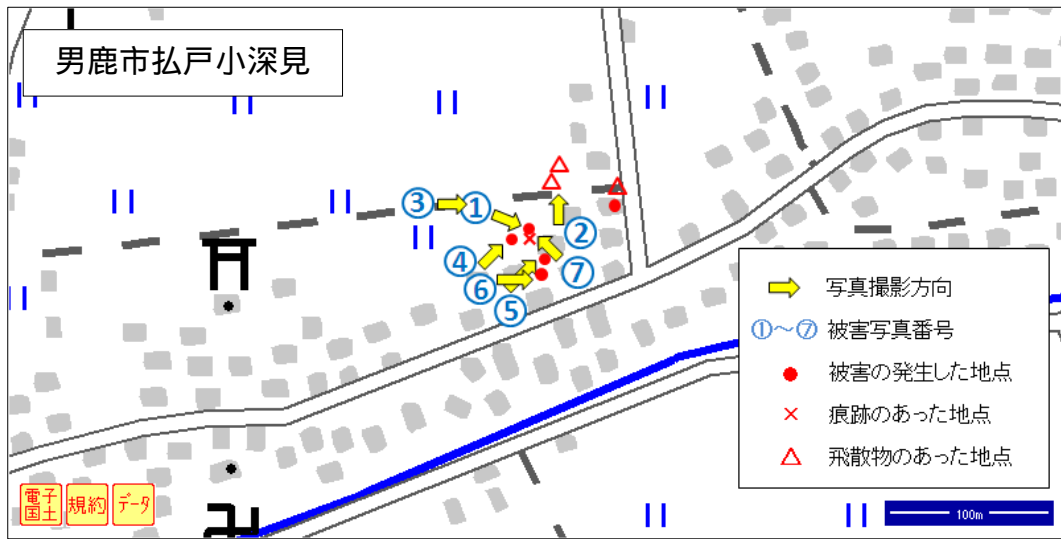 男鹿市払戸小深見
③
①
②
④
⑦
⑥
⑤
写真撮影方向
①～⑦ 被害写真番号
被害の発生した地点
痕跡のあった地点
飛散物のあった地点
電子国土
規約
データ
100m